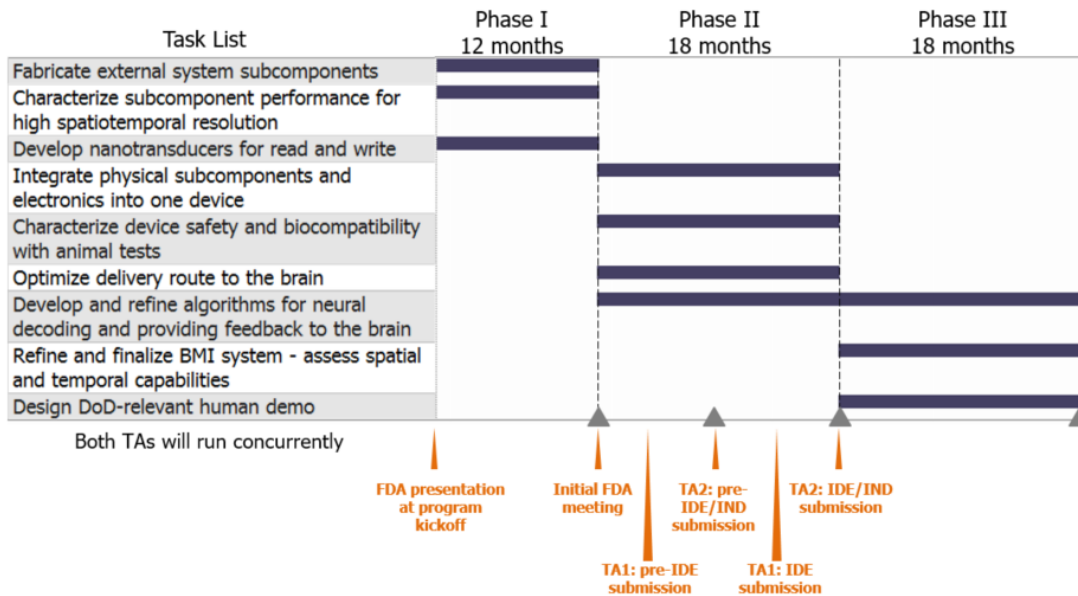 Task List
Phase I
12 months
Phase II
18 months
Phase III
18 months
Fabricate external system subcomponents
Characterize subcomponent performance for
high spatiotemporal resolution
Develop nanotransducers for read and write
Integrate physical subcomponents and
electronics into one device
Characterize device safety and biocompatibility
with animal tests
Optimize delivery route to the brain
Develop and refine algorithms for neural
decoding and providing feedback to the brain
Refine and finalize BMI system - assess spatial
and temporal capabilities
Design DoD-relevant human demo
Both TAs will run concurrently
FDA presentation
at program
kickoff
Initial FDA
meeting
TA1: pre-IDE
submission
TA2: pre-
IDE/IND
submission
TA1: IDE
submission
TA2: IDE/IND
submission